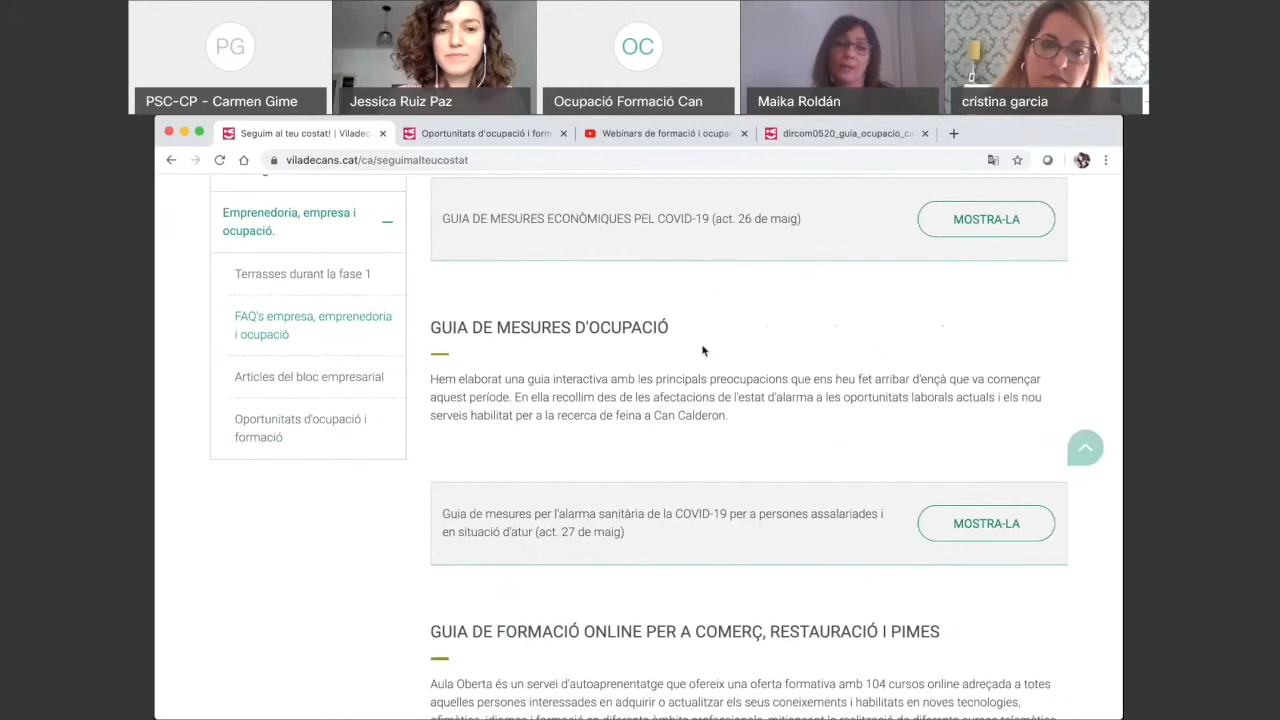 PG
OC
PSC-CP - Carmen Gime
Jessica Ruiz Paz
Ocupació Formació Can
Maika Roldán
cristina garcia
Seguim al teu costat! | Viladec
Oportunitats d'ocupació i form
Webinars de formació i ocupa
dircom0520_guia_ocupacio_ca
viladecans.cat/ca/seguimalteucostat
Emprenedoria, empresa i
ocupació.
Terrasses durant la fase 1
FAQ's empresa, emprenedoria
i ocupació
Articles del bloc empresarial
Oportunitats d'ocupació i
formació
GUIA DE MESURES ECONÒMIQUES PEL COVID-19 (act. 26 de maig)
MOSTRA-LA
GUIA DE MESURES D'OCUPACIÓ
Hem elaborat una guia interactiva amb les principals preocupacions que ens heu fet arribar d'ençà que va començar
aquest període. En ella recollim des de les afectacions de l'estat d'alarma a les oportunitats laborals actuals i els nou
serveis habilitat per a la recerca de feina a Can Calderon.
Guia de mesures per l'alarma sanitària de la COVID-19 per a persones assalariades i
en situació d'atur (act. 27 de maig)
MOSTRA-LA
GUIA DE FORMACIÓ ONLINE PER A COMERÇ, RESTAURACIÓ I PIMES
Aula Oberta és un servei d'autoaprenentatge que ofereix una oferta formativa amb 104 cursos online adreçada a totes
aquelles persones interessades en adquirir o actualitzar els seus coneixements i habilitats en noves tecnologies,